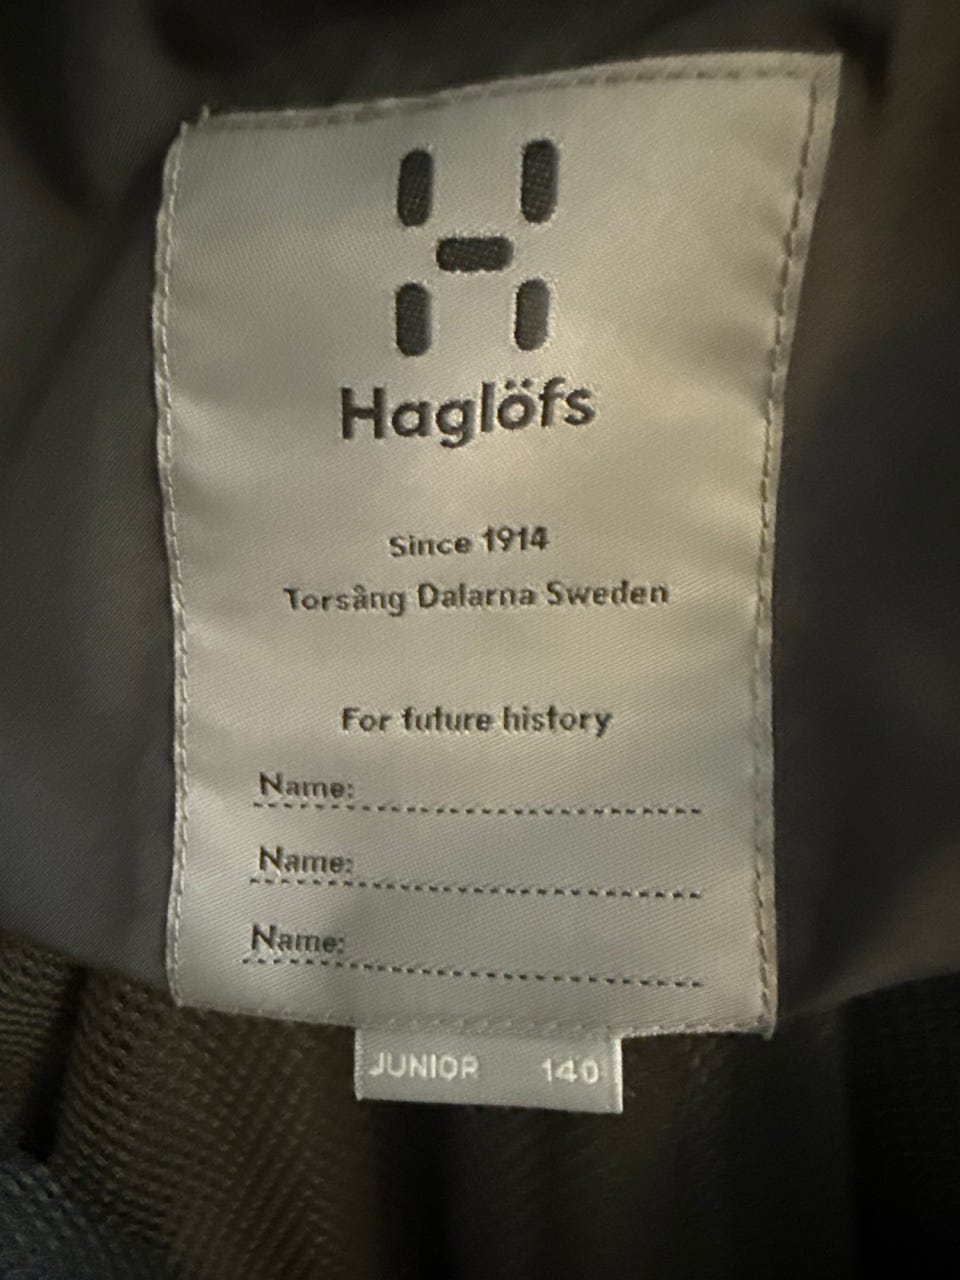 Haglöfs
Since 1914
Torsång Dalarna Sweden
For future history
Name:
Name:
Name:
JUNIOR 140